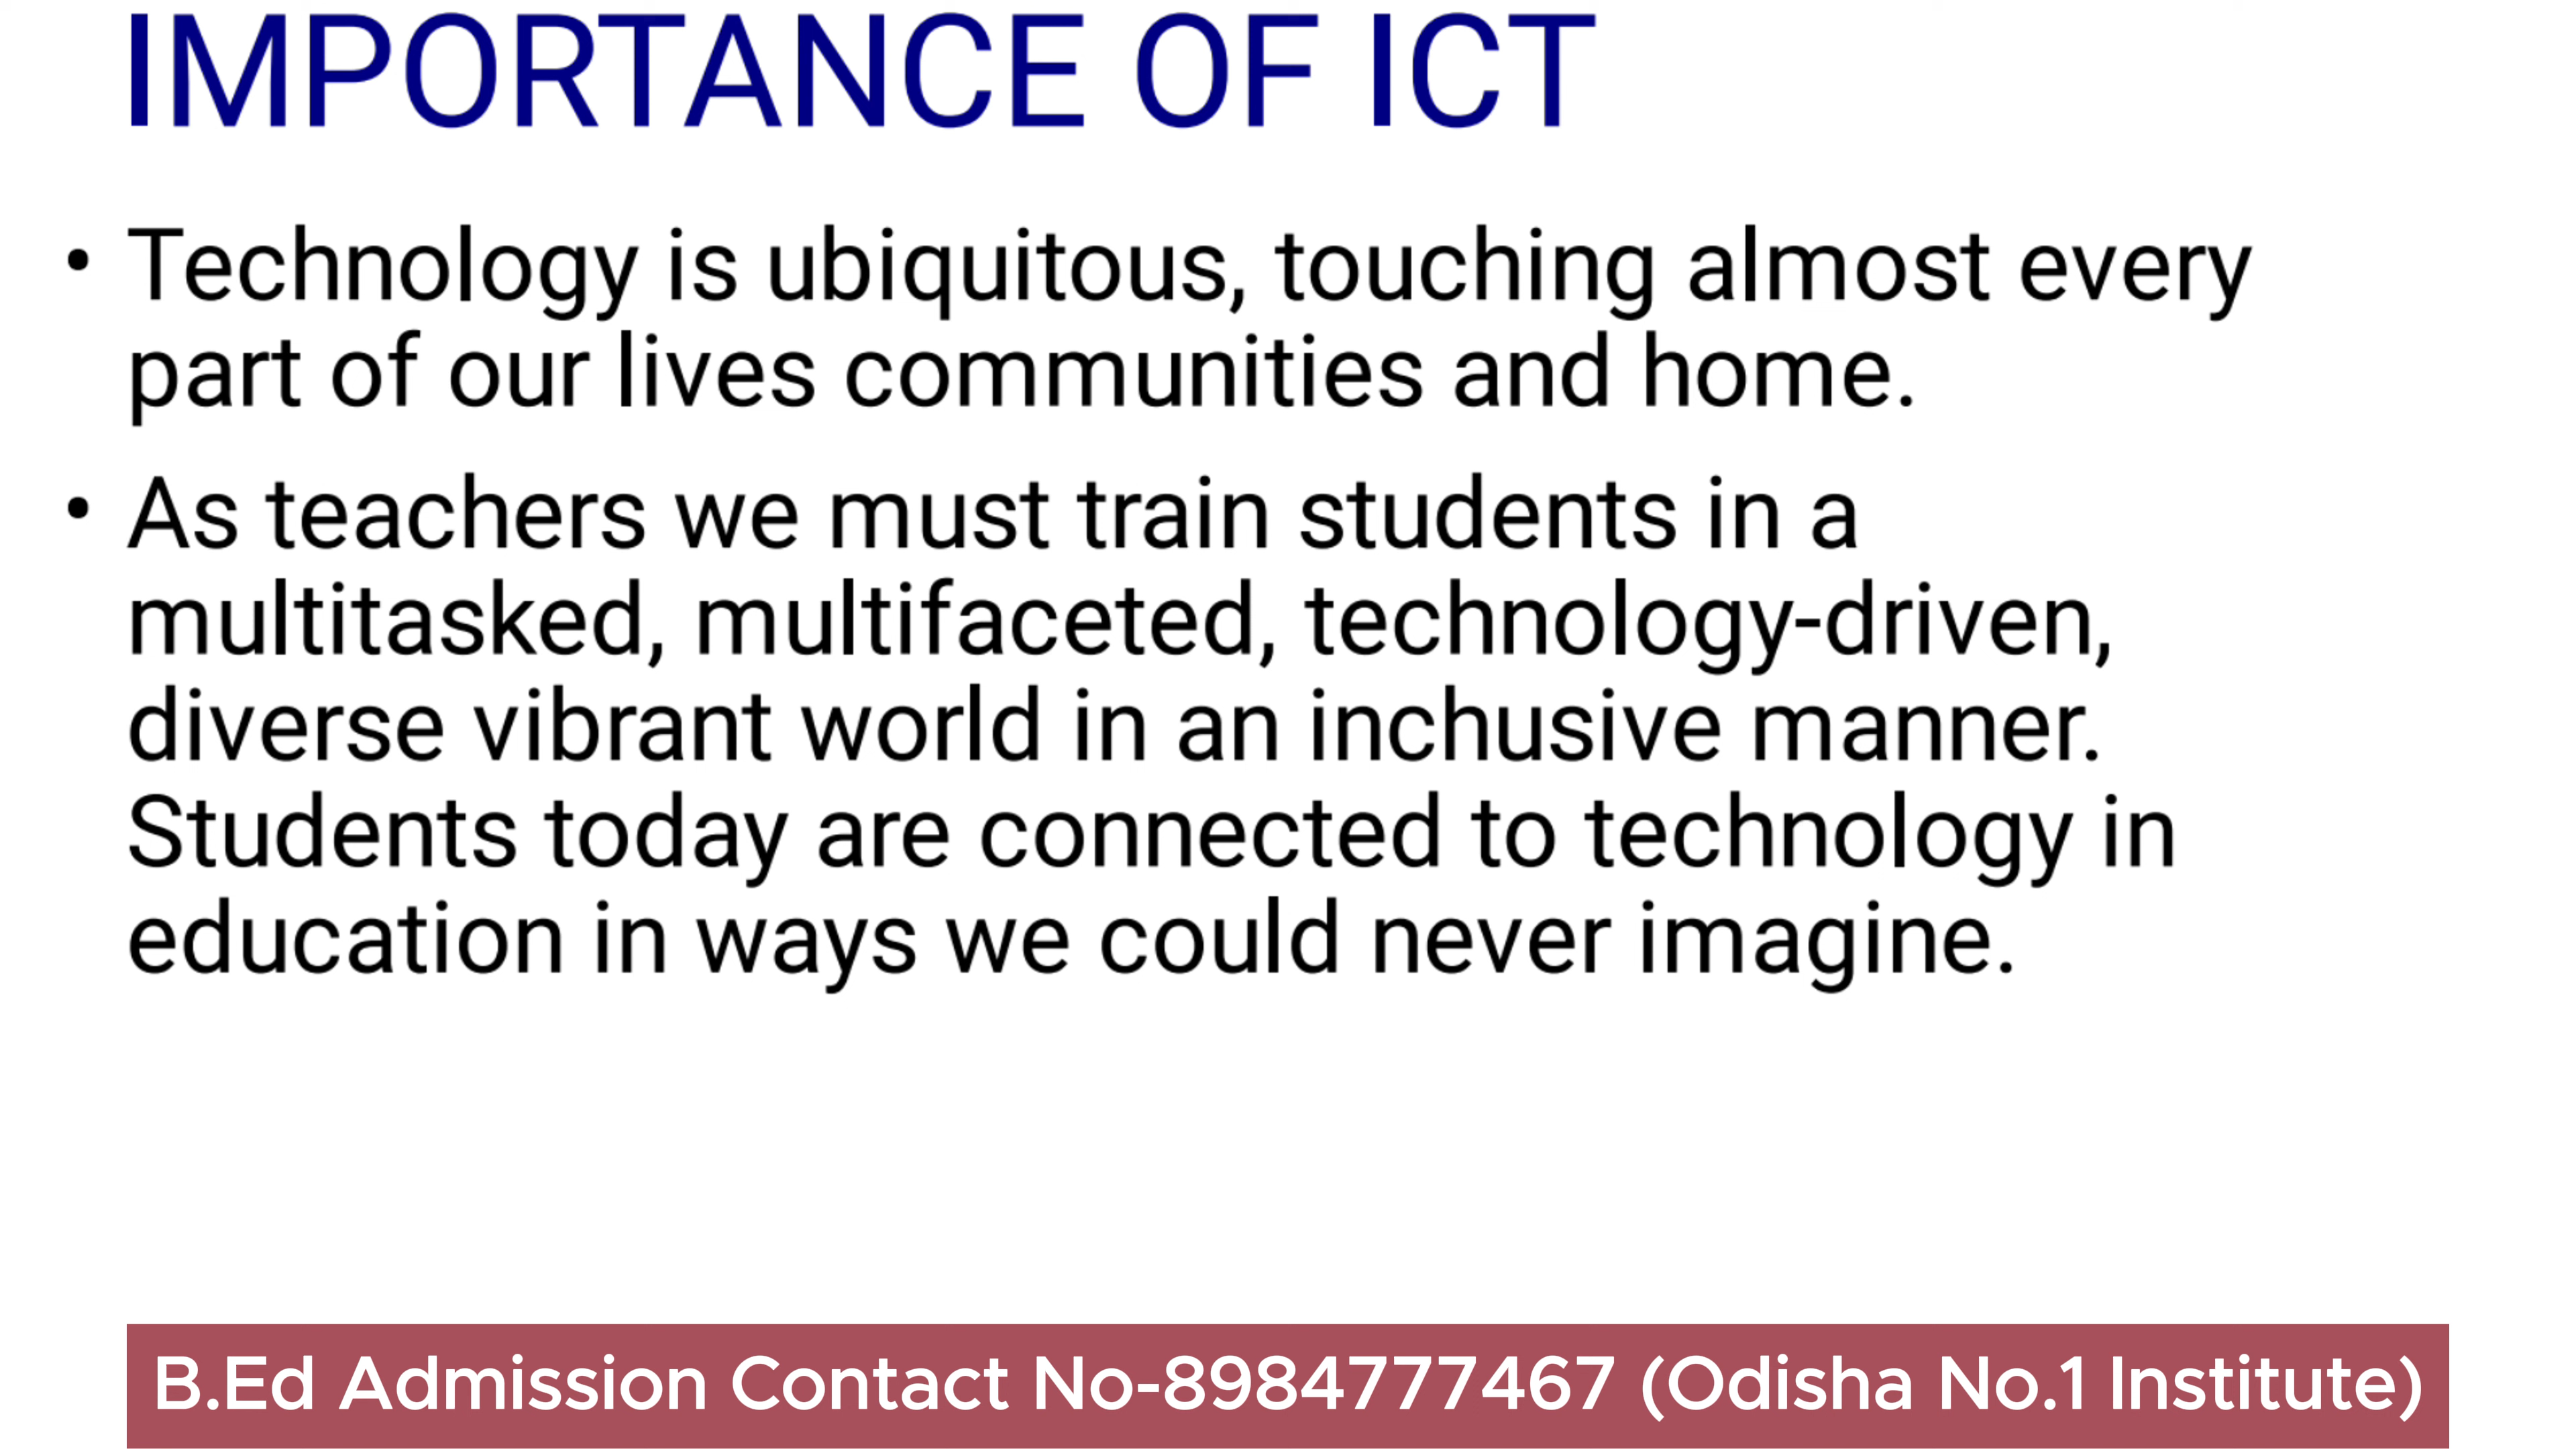 IMPORTANCE OF ICT
• Technology is ubiquitous, touching almost every
part of our lives communities and home.
• As teachers we must train students in a
multitasked, multifaceted, technology-driven,
diverse vibrant world in an inchusive manner.
Students today are connected to technology in
education in ways we could never imagine.
B.Ed Admission Contact No-8984777467 (Odisha No.1 Institute)